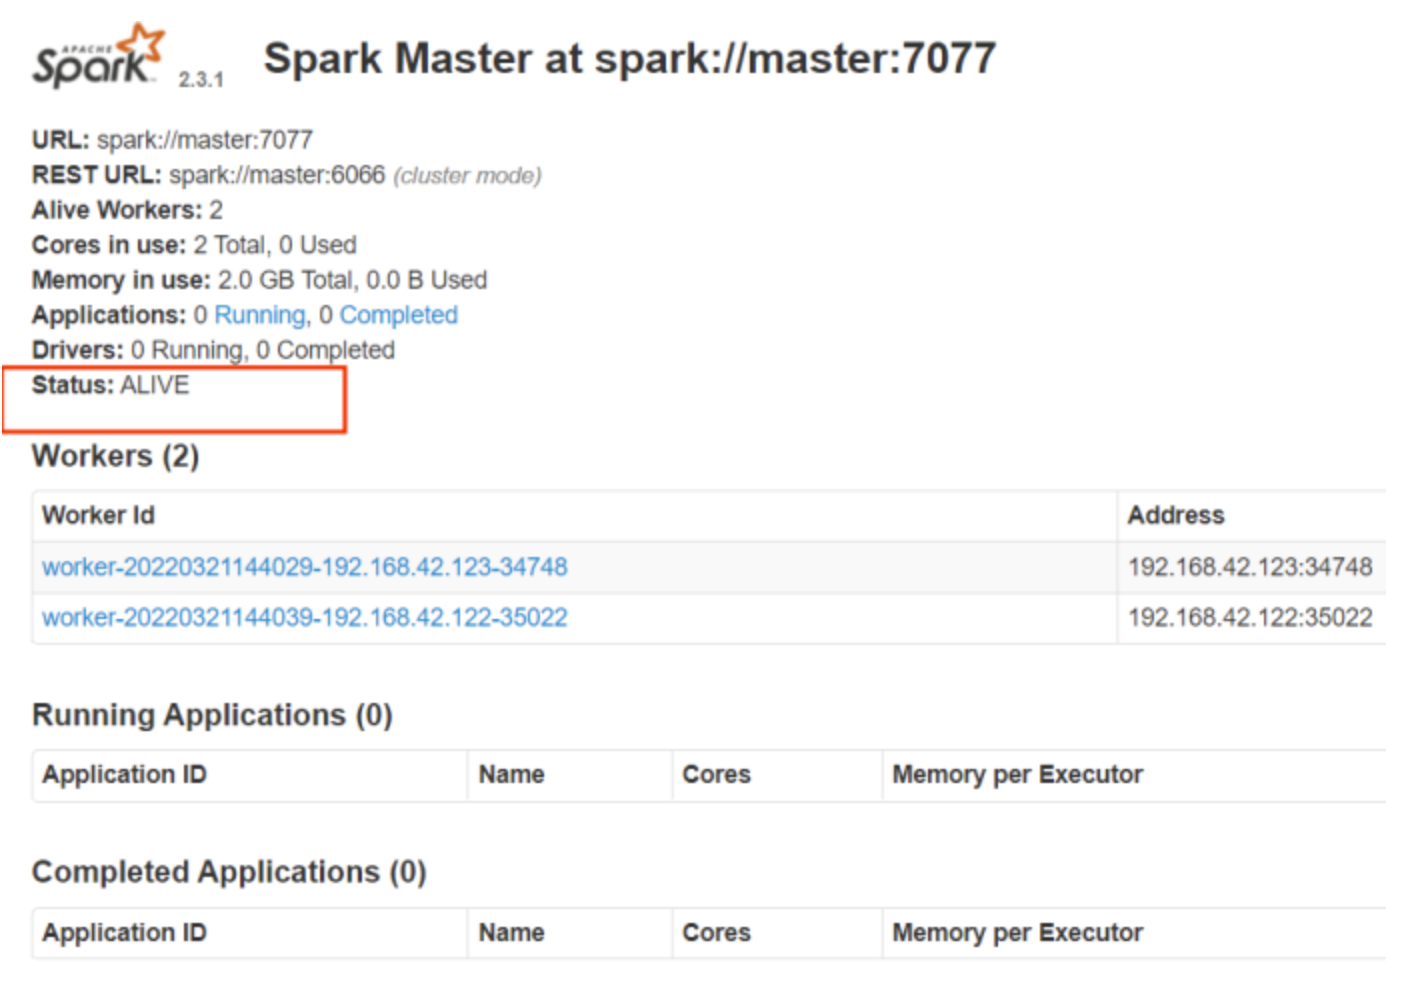 APACHE
Spark 2.3.1 Spark Master at spark://master:7077
URL: spark://master:7077
REST URL: spark://master:6066 (cluster mode)
Alive Workers: 2
Cores in use: 2 Total, 0 Used
Memory in use: 2.0 GB Total, 0.0 B Used
Applications: 0 Running, 0 Completed
Drivers: 0 Running, 0 Completed
Status: ALIVE
Workers (2)
Worker Id Address
worker-20220321144029-192.168.42.123-34748 192.168.42.123:34748
worker-20220321144039-192.168.42.122-35022 192.168.42.122:35022
Running Applications (0)
Application ID Name Cores Memory per Executor
Completed Applications (0)
Application ID Name Cores Memory per Executor